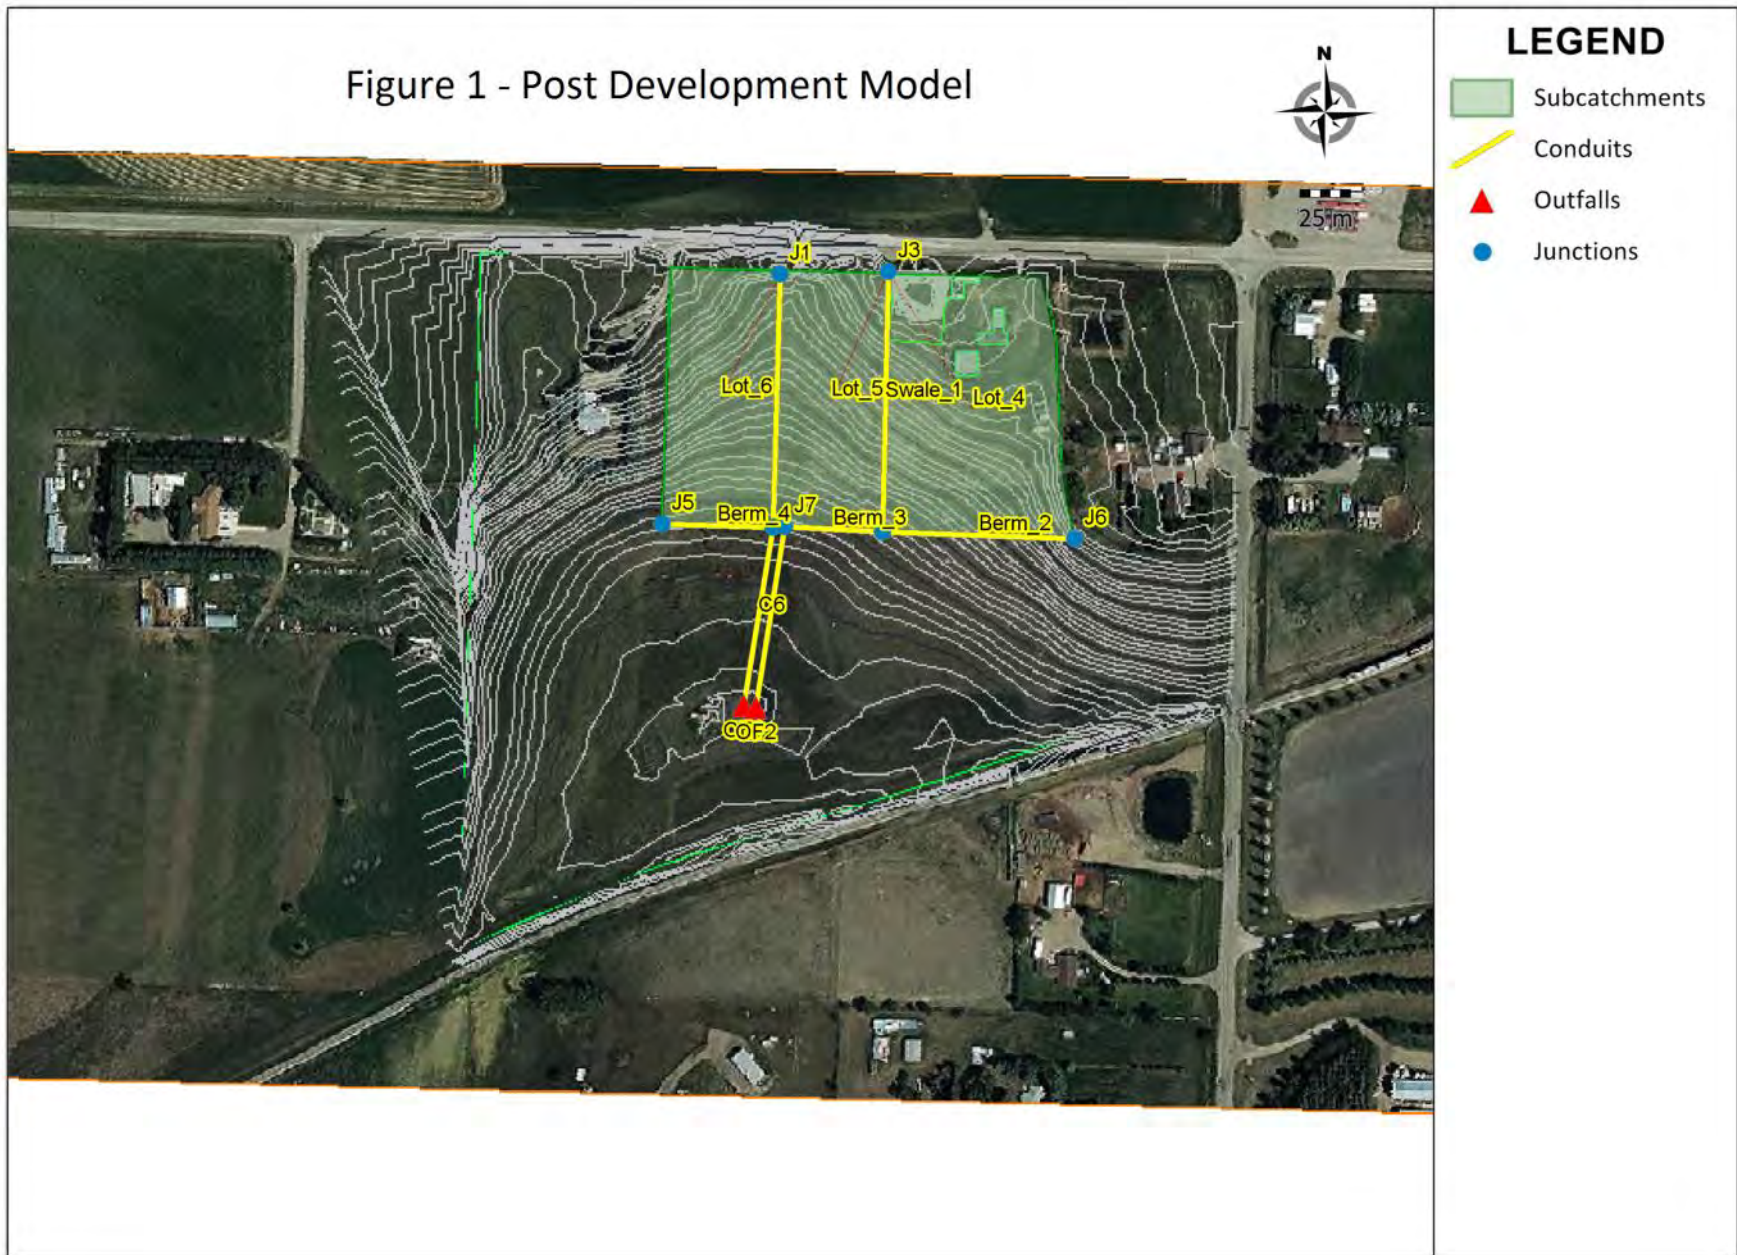 Figure 1 - Post Development Model
N
LEGEND
Subcatchments
Conduits
Outfalls
Junctions
25 m
J1
J3
Lot_6
Lot_5
Swale_1
Lot_4
J5
Berm_4
J7
Berm_3
Berm_2
J6
C6
OF2